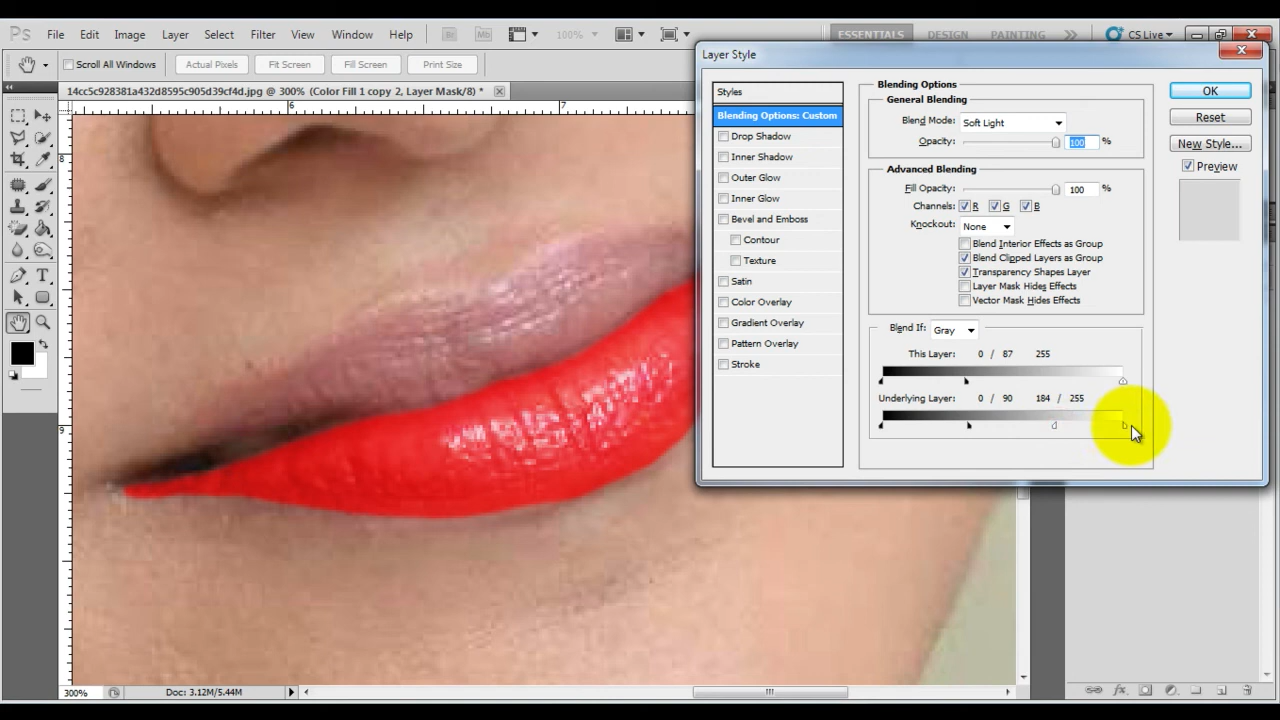 Ps File Edit Image Layer Select Filter View Window Help Br Mb 100% ESSENTIALS DESIGN PAINTING CS Live
Scroll All Windows Actual Pixels Fit Screen Fill Screen Print Size
14cc5c928381a432d8595c905d39cf4d.jpg @ 300% (Color Fill 1 copy 2, Layer Mask/8) *
6 7
8
9
Layer Style
Styles
Blending Options: Custom
Drop Shadow
Inner Shadow
Outer Glow
Inner Glow
Bevel and Emboss
Contour
Texture
Satin
Color Overlay
Gradient Overlay
Pattern Overlay
Stroke
Blending Options
General Blending
Blend Mode: Soft Light
Opacity: 100 %
Advanced Blending
Fill Opacity: 100 %
Channels: R G B
Knockout: None
Blend Interior Effects as Group
Blend Clipped Layers as Group
Transparency Shapes Layer
Layer Mask Hides Effects
Vector Mask Hides Effects
Blend If: Gray
This Layer: 0 / 87 255
Underlying Layer: 0 / 90 184 / 255
OK
Reset
New Style...
Preview
300% Doc: 3.12M/5.44M